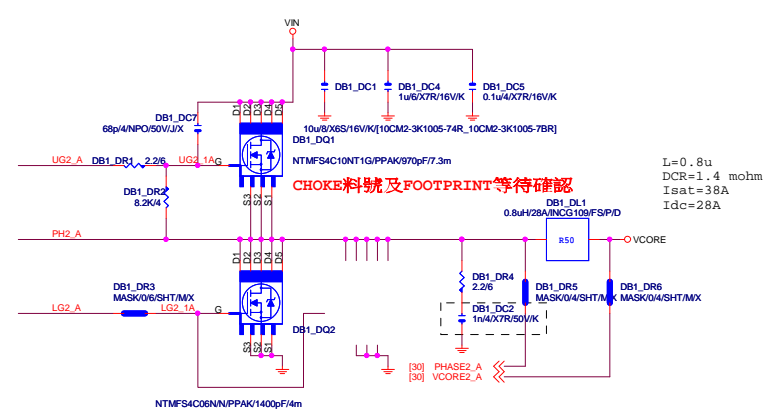 VIN
DB1_DC1
DB1_DC4
1u/6/X7R/16V/K
DB1_DC5
0.1u/4/X7R/16V/K
10u/8/X6S/16V/K/[10CM2-3K1005-74R_10CM2-3K1005-7BR]
DB1_DC7
68p/4/NPO/50V/J/X
D1
D2
D3
D4
D5
DB1_DQ1
NTMFS4C10NT1G/PPAK/970pF/7.3m
UG2_A
DB1_DR1
2.2/6
UG2_1A
G
DB1_DR2
8.2K/4
S3
S2
S1
CHOKE料號及FOOTPRINT等待確認
L=0.8u
DCR=1.4 mohm
Isat=38A
Idc=28A
DB1_DL1
0.8uH/28A/INCG109/FS/P/D
R50
VCORE
PH2_A
D1
D2
D3
D4
D5
DB1_DR3
MASK/0/6/SHT/M/X
LG2_A
LG2_1A
G
S3
S2
S1
DB1_DQ2
NTMFS4C06N/N/PPAK/1400pF/4m
DB1_DR4
2.2/6
DB1_DC2
1n/4/X7R/50V/K
DB1_DR5
MASK/0/4/SHT/M/X
DB1_DR6
MASK/0/4/SHT/M/X
[30] PHASE2_A
[30] VCORE2_A